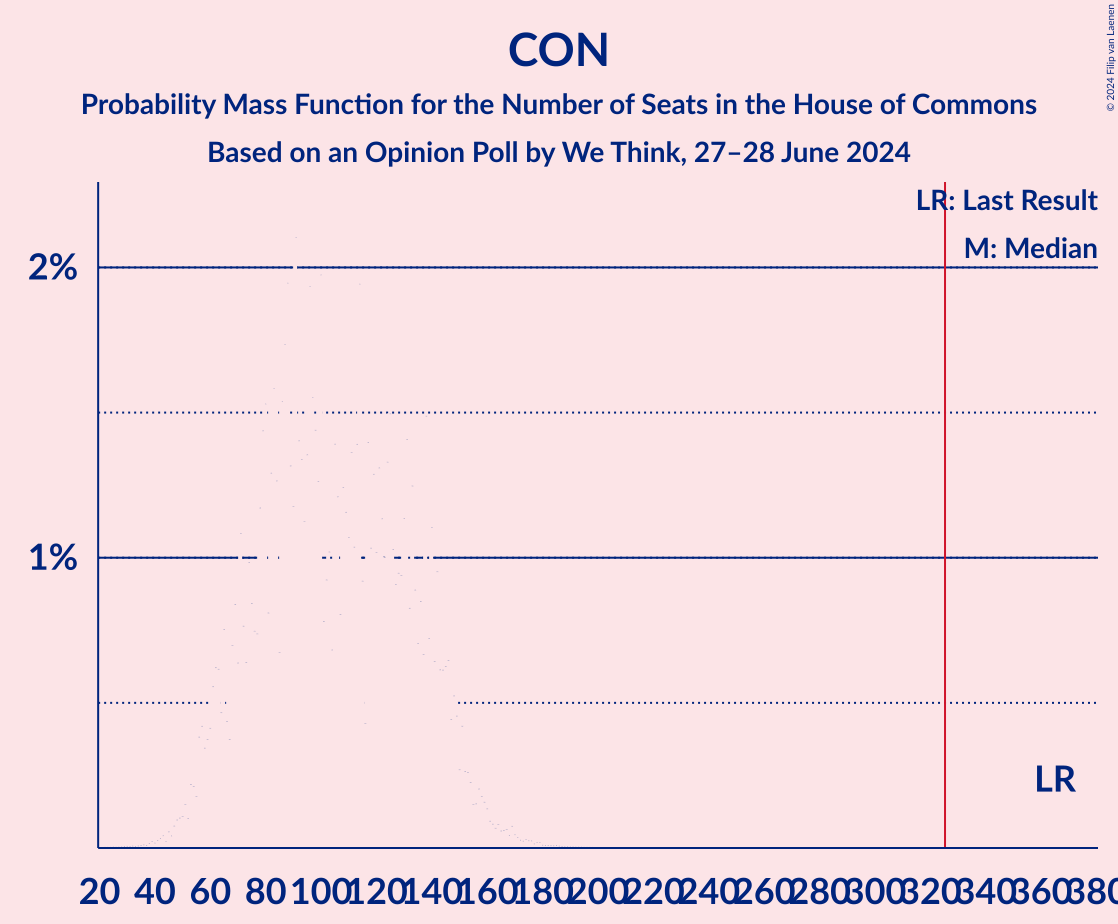 CON
Probability Mass Function for the Number of Seats in the House of Commons
Based on an Opinion Poll by We Think, 27–28 June 2024
© 2024 Filip van Laenen
LR: Last Result
M: Median
2%
1%
LR
20 40 60 80 100 120 140 160 180 200 220 240 260 280 300 320 340 360 380